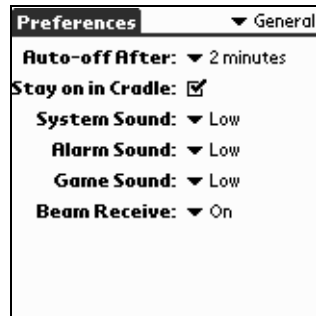 Preferences General
Auto-off After: 2 minutes
Stay on in Cradle:
System Sound: Low
Alarm Sound: Low
Game Sound: Low
Beam Receive: On